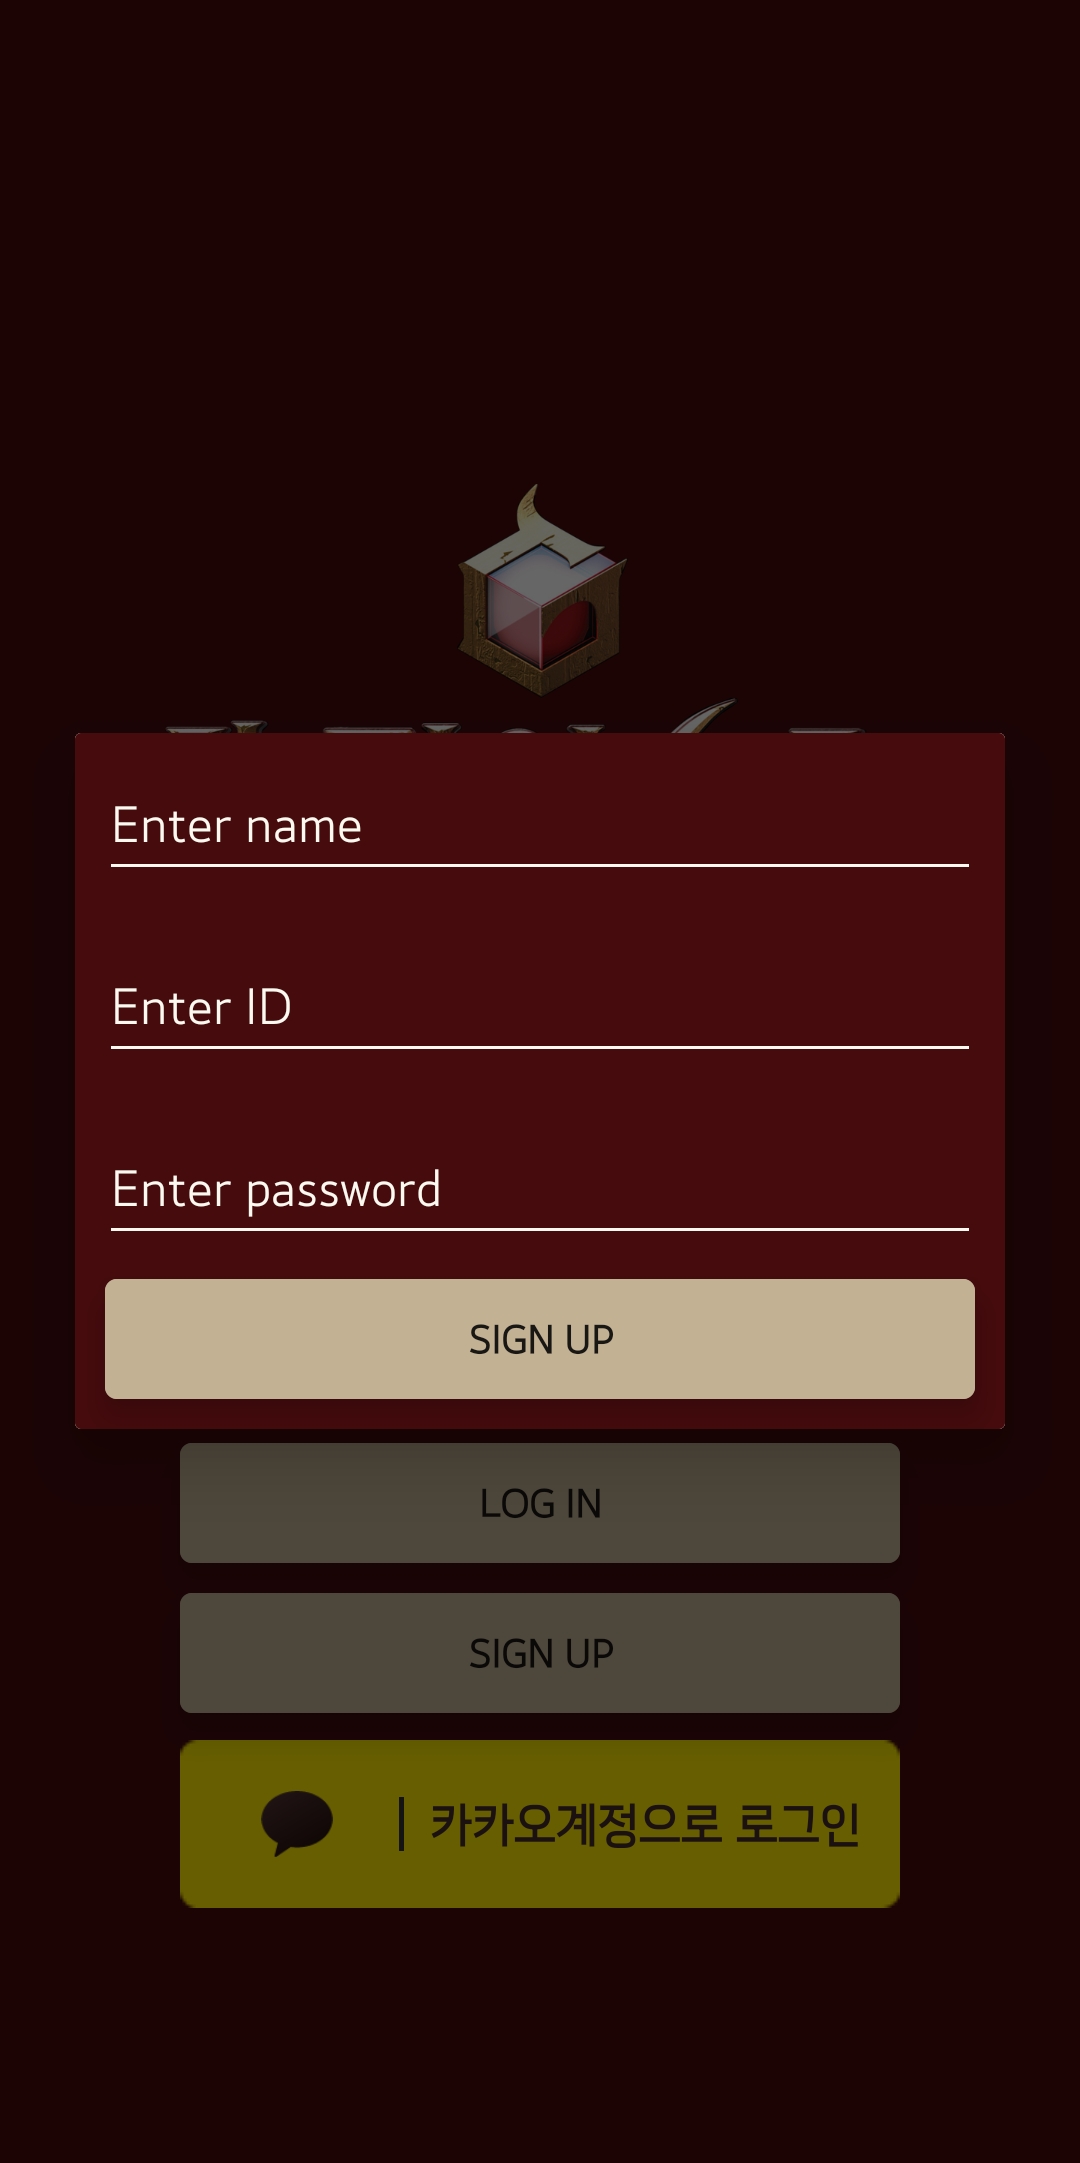 Enter name
Enter ID
Enter password
SIGN UP
LOG IN
SIGN UP
카카오계정으로 로그인